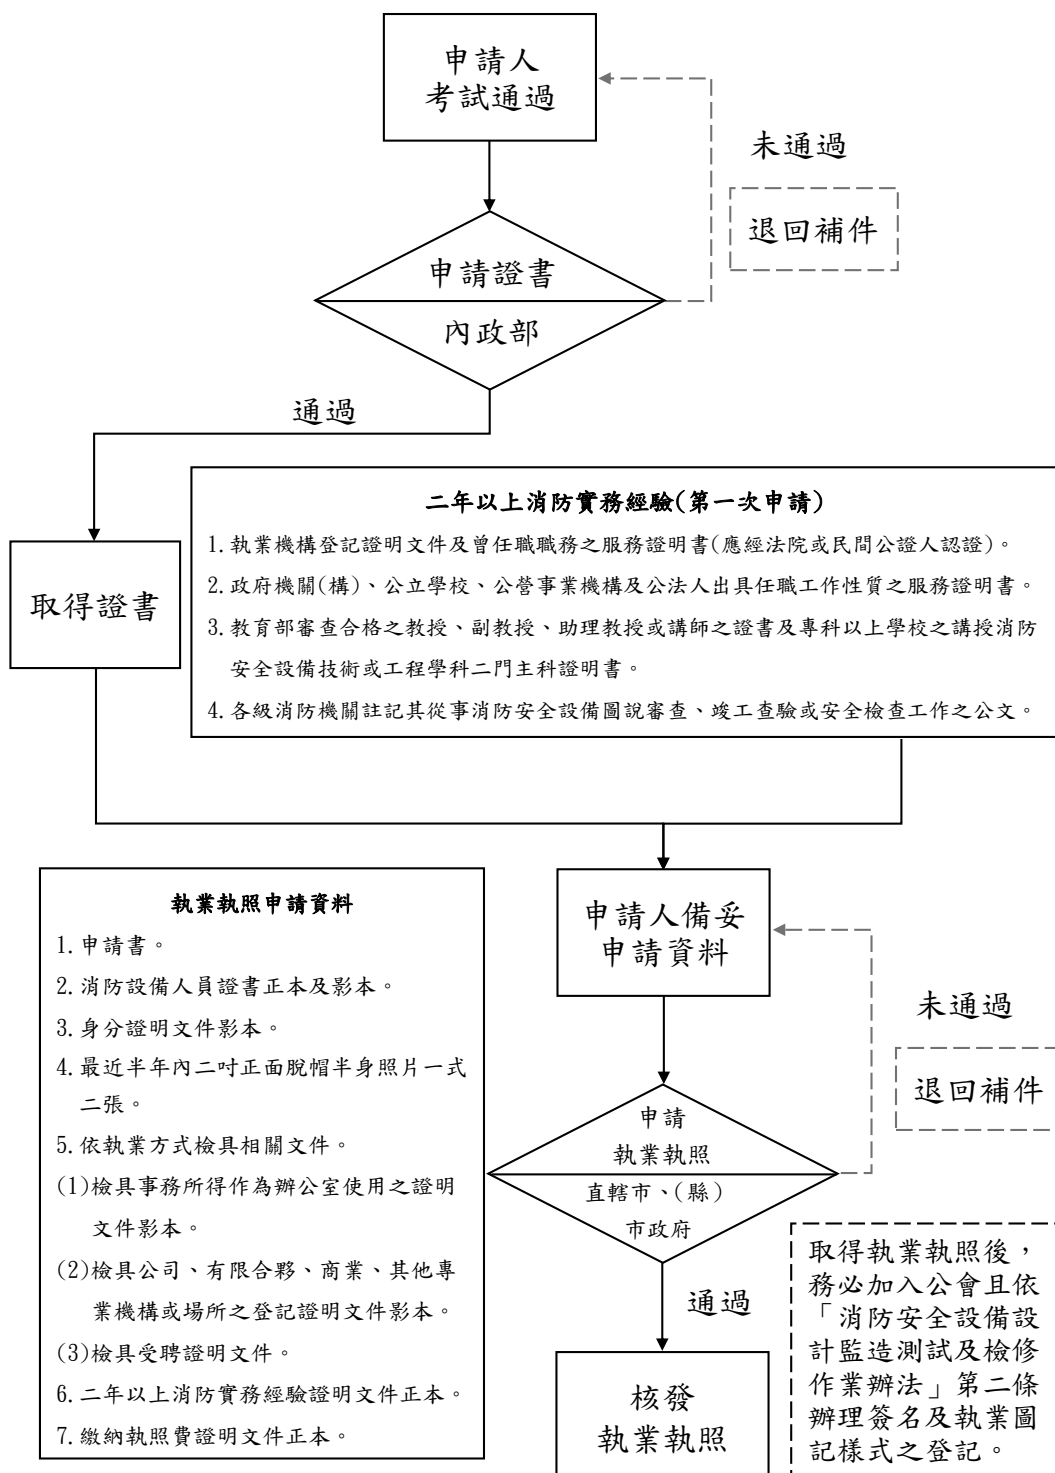 申請人
考試通過
未通過
退回補件
申請證書
內政部
通過
取得證書
二年以上消防實務經驗(第一次申請)
1.執業機構登記證明文件及曾任職職務之服務證明書(應經法院或民間公證人認證)。
2.政府機關(構)、公立學校、公營事業機構及公法人出具任職工作性質之服務證明書。
3.教育部審查合格之教授、副教授、助理教授或講師之證書及專科以上學校之講授消防
安全設備技術或工程學科二門主科證明書。
4.各級消防機關註記其從事消防安全設備圖說審查、竣工查驗或安全檢查工作之公文。
執業執照申請資料
1.申請書。
2.消防設備人員證書正本及影本。
3.身分證明文件影本。
4.最近半年內二吋正面脫帽半身照片一式
二張。
5.依執業方式檢具相關文件。
(1)檢具事務所得作為辦公室使用之證明
文件影本。
(2)檢具公司、有限合夥、商業、其他專
業機構或場所之登記證明文件影本。
(3)檢具受聘證明文件。
6.二年以上消防實務經驗證明文件正本。
7.繳納執照費證明文件正本。
申請人備妥
申請資料
未通過
退回補件
申請
執業執照
直轄市、(縣)
市政府
通過
核發
執業執照
取得執業執照後，
務必加入公會且依
「消防安全設備設
計監造測試及檢修
作業辦法」第二條
辦理簽名及執業圖
記樣式之登記。